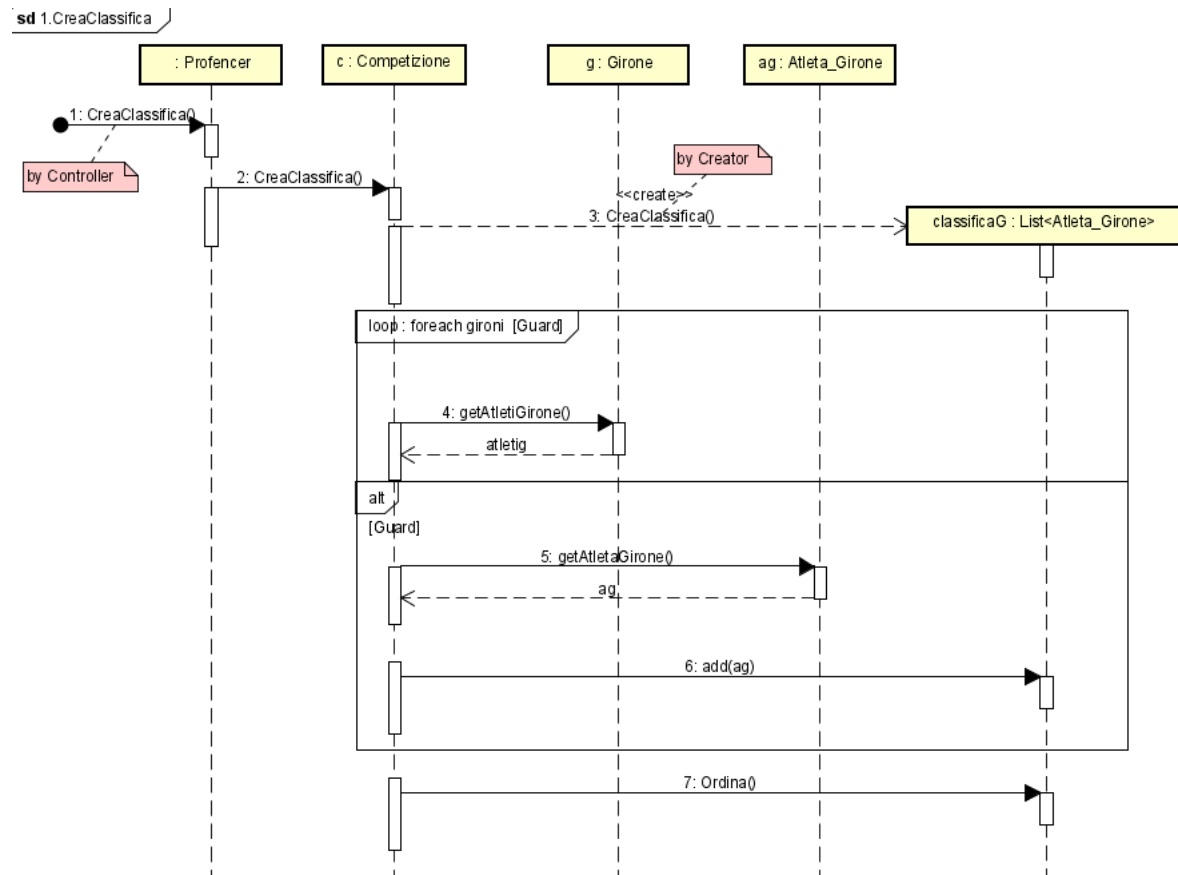 sd 1.CreaClassifica
: Profencer
c : Competizione
g : Girone
ag : Atleta_Girone
1: CreaClassifica()
by Controller
2: CreaClassifica()
by Creator
<<create>>
3: CreaClassifica()
classificaG : List<Atleta_Girone>
loop : foreach gironi [Guard]
4: getAtletiGirone()
atletig
alt
[Guard]
5: getAtletaGirone()
ag
6: add(ag)
7: Ordina()